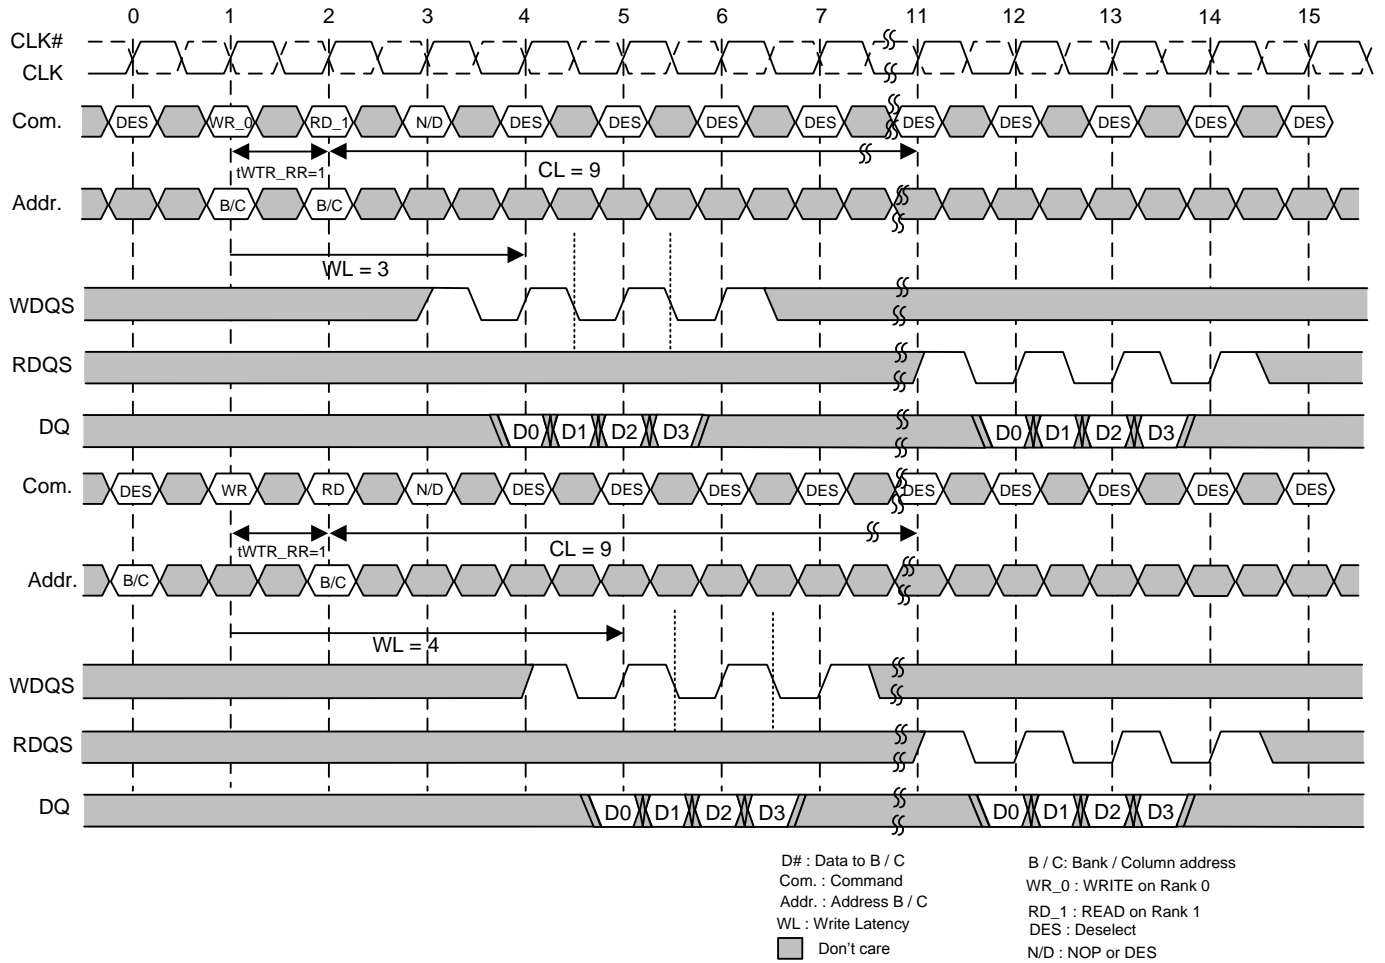 0 1 2 3 4 5 6 7 11 12 13 14 15
CLK#
CLK
Com. DES WR_0 RD_1 N/D DES DES DES DES DES DES DES DES DES
tWTR_RR=1 CL = 9
Addr. B/C B/C
WL = 3
WDQS
RDQS
DQ D0 D1 D2 D3 D0 D1 D2 D3
Com. DES WR RD N/D DES DES DES DES DES DES DES DES DES
tWTR_RR=1 CL = 9
Addr. B/C B/C
WL = 4
WDQS
RDQS
DQ D0 D1 D2 D3 D0 D1 D2 D3
D# : Data to B / C
Com. : Command
Addr. : Address B / C
WL : Write Latency
Don't care
B / C: Bank / Column address
WR_0 : WRITE on Rank 0
RD_1 : READ on Rank 1
DES : Deselect
N/D : NOP or DES